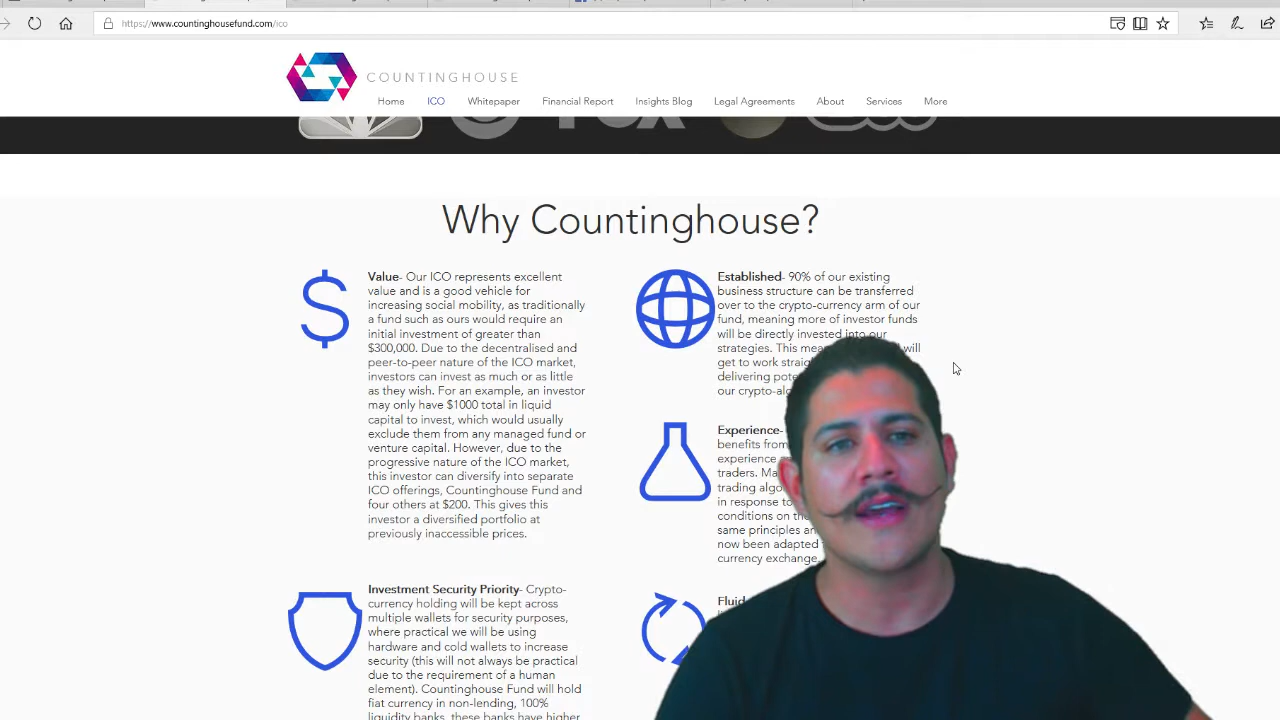 https://www.countinghousefund.com/ico
COUNTINGHOUSE
Home ICO Whitepaper Financial Report Insights Blog Legal Agreements About Services More
Why Countinghouse?
Value- Our ICO represents excellent
value and is a good vehicle for
increasing social mobility, as traditionally
a fund such as ours would require an
initial investment of greater than
$300,000. Due to the decentralised and
peer-to-peer nature of the ICO market,
investors can invest as much or as little
as they wish. For an example, an investor
may only have $1000 total in liquid
capital to invest, which would usually
exclude them from any managed fund or
venture capital. However, due to the
progressive nature of the ICO market,
this investor can diversify into separate
ICO offerings, Countinghouse Fund and
four others at $200. This gives this
investor a diversified portfolio at
previously inaccessible prices.
Established- 90% of our existing
business structure can be transferred
over to the crypto-currency arm of our
fund, meaning more of investor funds
will be directly invested into our
strategies. This will
get to work
delivering
our
Experience-
benefits from
experience
traders.
trading
in response to
conditions on the
same principles
now been adapted
currency exchange.
Investment Security Priority- Crypto-
currency holding will be kept across
multiple wallets for security purposes,
where practical we will be using
hardware and cold wallets to increase
security (this will not always be practical
due to the requirement of a human
element). Countinghouse Fund will hold
fiat currency in non-lending, 100%
liquidity banks, these banks have higher
Fluid